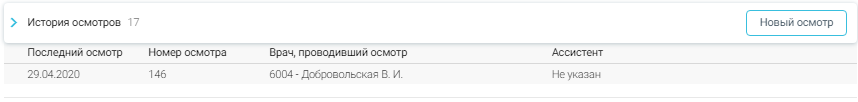 История осмотров 17
Новый осмотр
Последний осмотр Номер осмотра Врач, проводивший осмотр Ассистент
29.04.2020 146 6004 - Добровольская В. И. Не указан